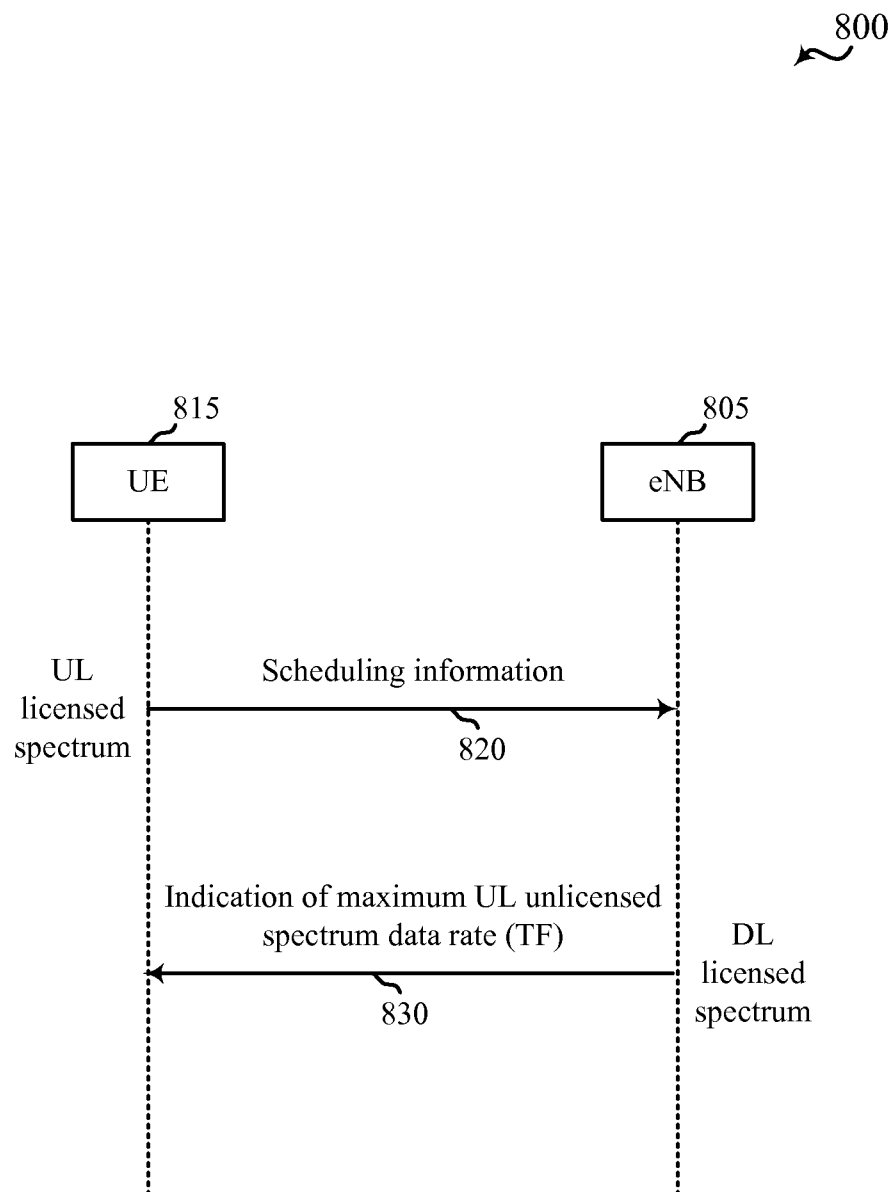 800
815
805
UE
eNB
UL
licensed
spectrum
Scheduling information
820
Indication of maximum UL unlicensed
spectrum data rate (TF)
830
DL
licensed
spectrum